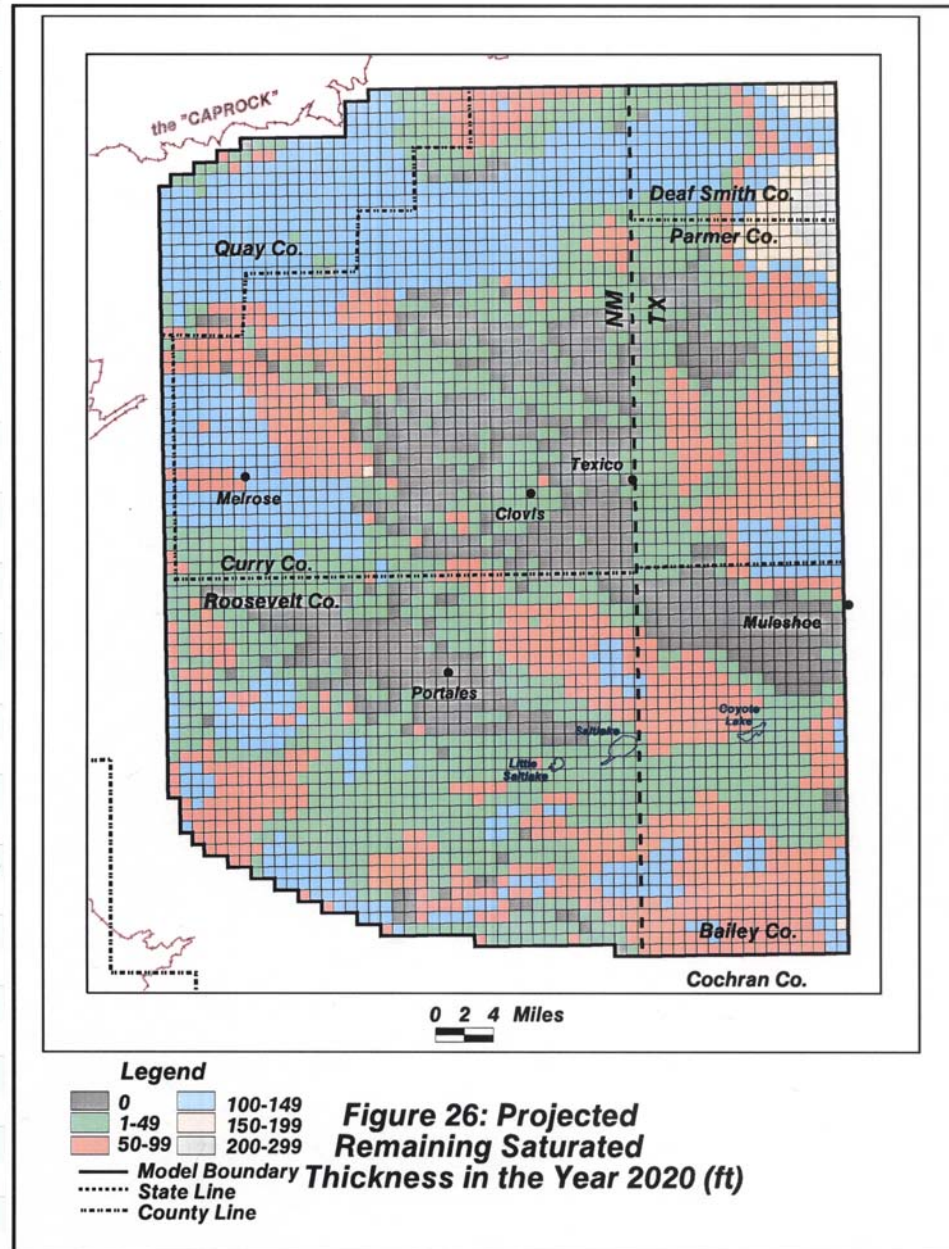 the "CAPROCK"
Deaf Smith Co.
Quay Co.
Parmer Co.
NM
TX
Texico
Melrose
Clovis
Curry Co.
Roosevelt Co.
Muleshoe
Portales
Coyote
Lake
Saltlake
Little
Saltlake
Bailey Co.
Cochran Co.
0 2 4 Miles
Legend
0
100-149
1-49
150-199
50-99
200-299
Model Boundary
State Line
County Line
Figure 26: Projected
Remaining Saturated
Thickness in the Year 2020 (ft)